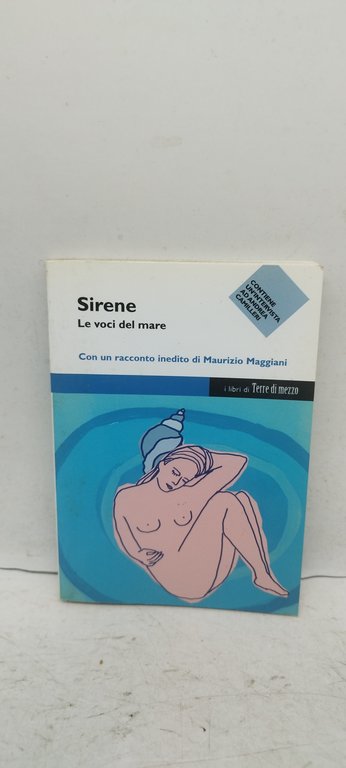 CONTIENE
UN'INTERVISTA
AD ANDREA
CAMILLERI
Sirene
Le voci del mare
Con un racconto inedito di Maurizio Maggiani
i libri di Terre di mezzo